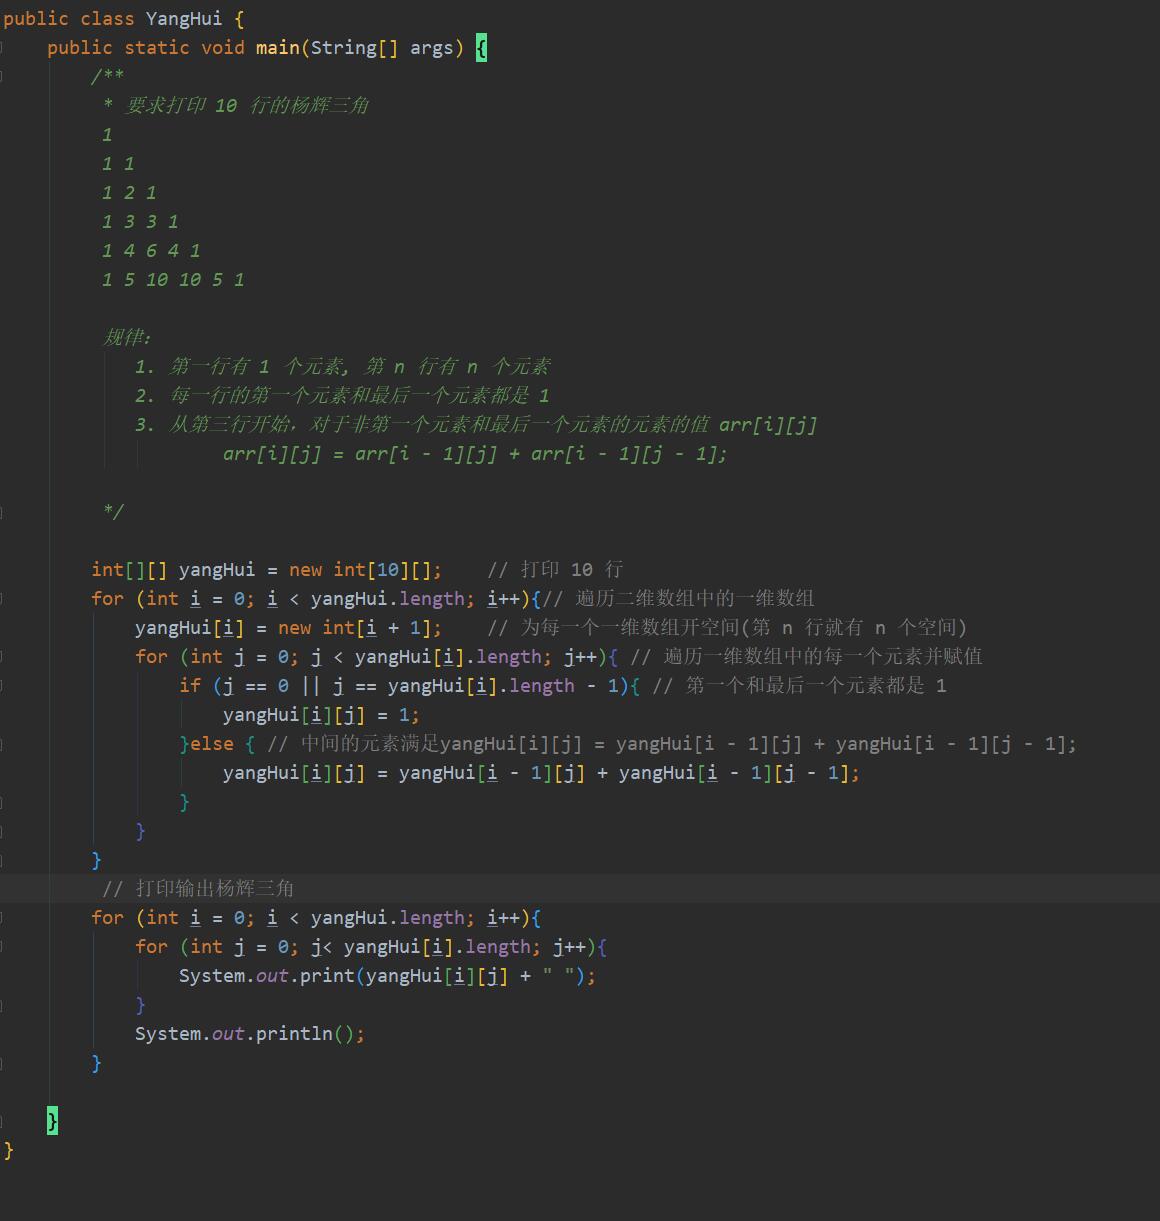 public class YangHui {
public static void main(String[] args) {
/**
* 要求打印 10 行的杨辉三角
1
1 1
1 2 1
1 3 3 1
1 4 6 4 1
1 5 10 10 5 1
规律:
1. 第一行有 1 个元素, 第 n 行有 n 个元素
2. 每一行的第一个元素和最后一个元素都是 1
3. 从第三行开始, 对于非第一个元素和最后一个元素的元素的值 arr[i][j]
arr[i][j] = arr[i - 1][j] + arr[i - 1][j - 1];
*/
int[][] yangHui = new int[10][]; // 打印 10 行
for (int i = 0; i < yangHui.length; i++){// 遍历二维数组中的一维数组
yangHui[i] = new int[i + 1]; // 为每一个一维数组开空间(第 n 行就有 n 个空间)
for (int j = 0; j < yangHui[i].length; j++){ // 遍历一维数组中的每一个元素并赋值
if (j == 0 || j == yangHui[i].length - 1){ // 第一个和最后一个元素都是 1
yangHui[i][j] = 1;
}else { // 中间的元素满足yangHui[i][j] = yangHui[i - 1][j] + yangHui[i - 1][j - 1];
yangHui[i][j] = yangHui[i - 1][j] + yangHui[i - 1][j - 1];
}
}
}
// 打印输出杨辉三角
for (int i = 0; i < yangHui.length; i++){
for (int j = 0; j< yangHui[i].length; j++){
System.out.print(yangHui[i][j] + " ");
}
System.out.println();
}
}
}